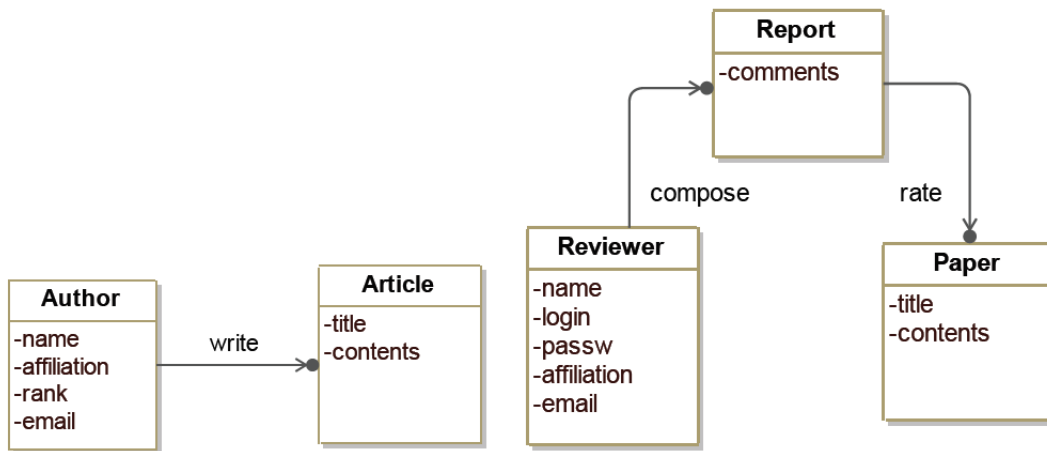 Author
-name
-affiliation
-rank
-email
write
Article
-title
-contents
Reviewer
-name
-login
-passw
-affiliation
-email
compose
Report
-comments
rate
Paper
-title
-contents